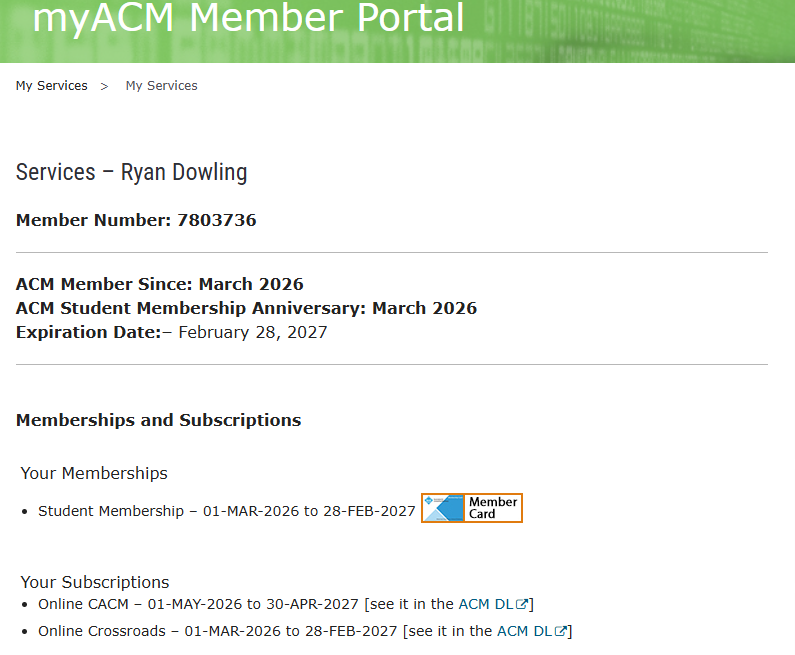 myACM Member Portal
My Services > My Services
Services – Ryan Dowling
Member Number: 7803736
ACM Member Since: March 2026
ACM Student Membership Anniversary: March 2026
Expiration Date:– February 28, 2027
Memberships and Subscriptions
Your Memberships
• Student Membership – 01-MAR-2026 to 28-FEB-2027 Member Card
Your Subscriptions
• Online CACM – 01-MAY-2026 to 30-APR-2027 [see it in the ACM DL]
• Online Crossroads – 01-MAR-2026 to 28-FEB-2027 [see it in the ACM DL]